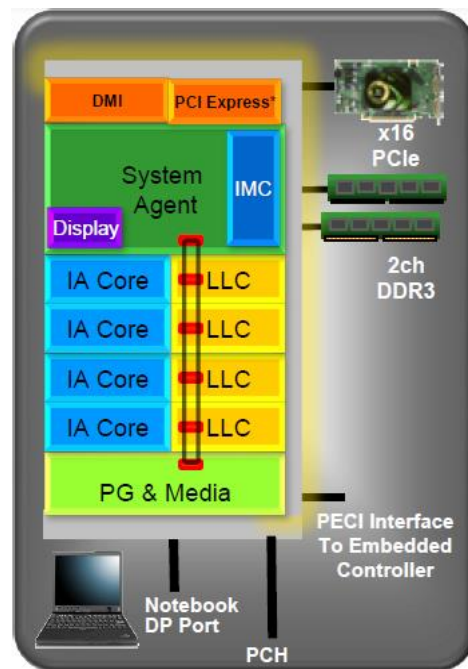 DMI
PCI Express*
x16
PCIe
System
Agent
IMC
Display
2ch
DDR3
IA Core
LLC
IA Core
LLC
IA Core
LLC
IA Core
LLC
PG & Media
PECI Interface
To Embedded
Controller
Notebook
DP Port
PCH